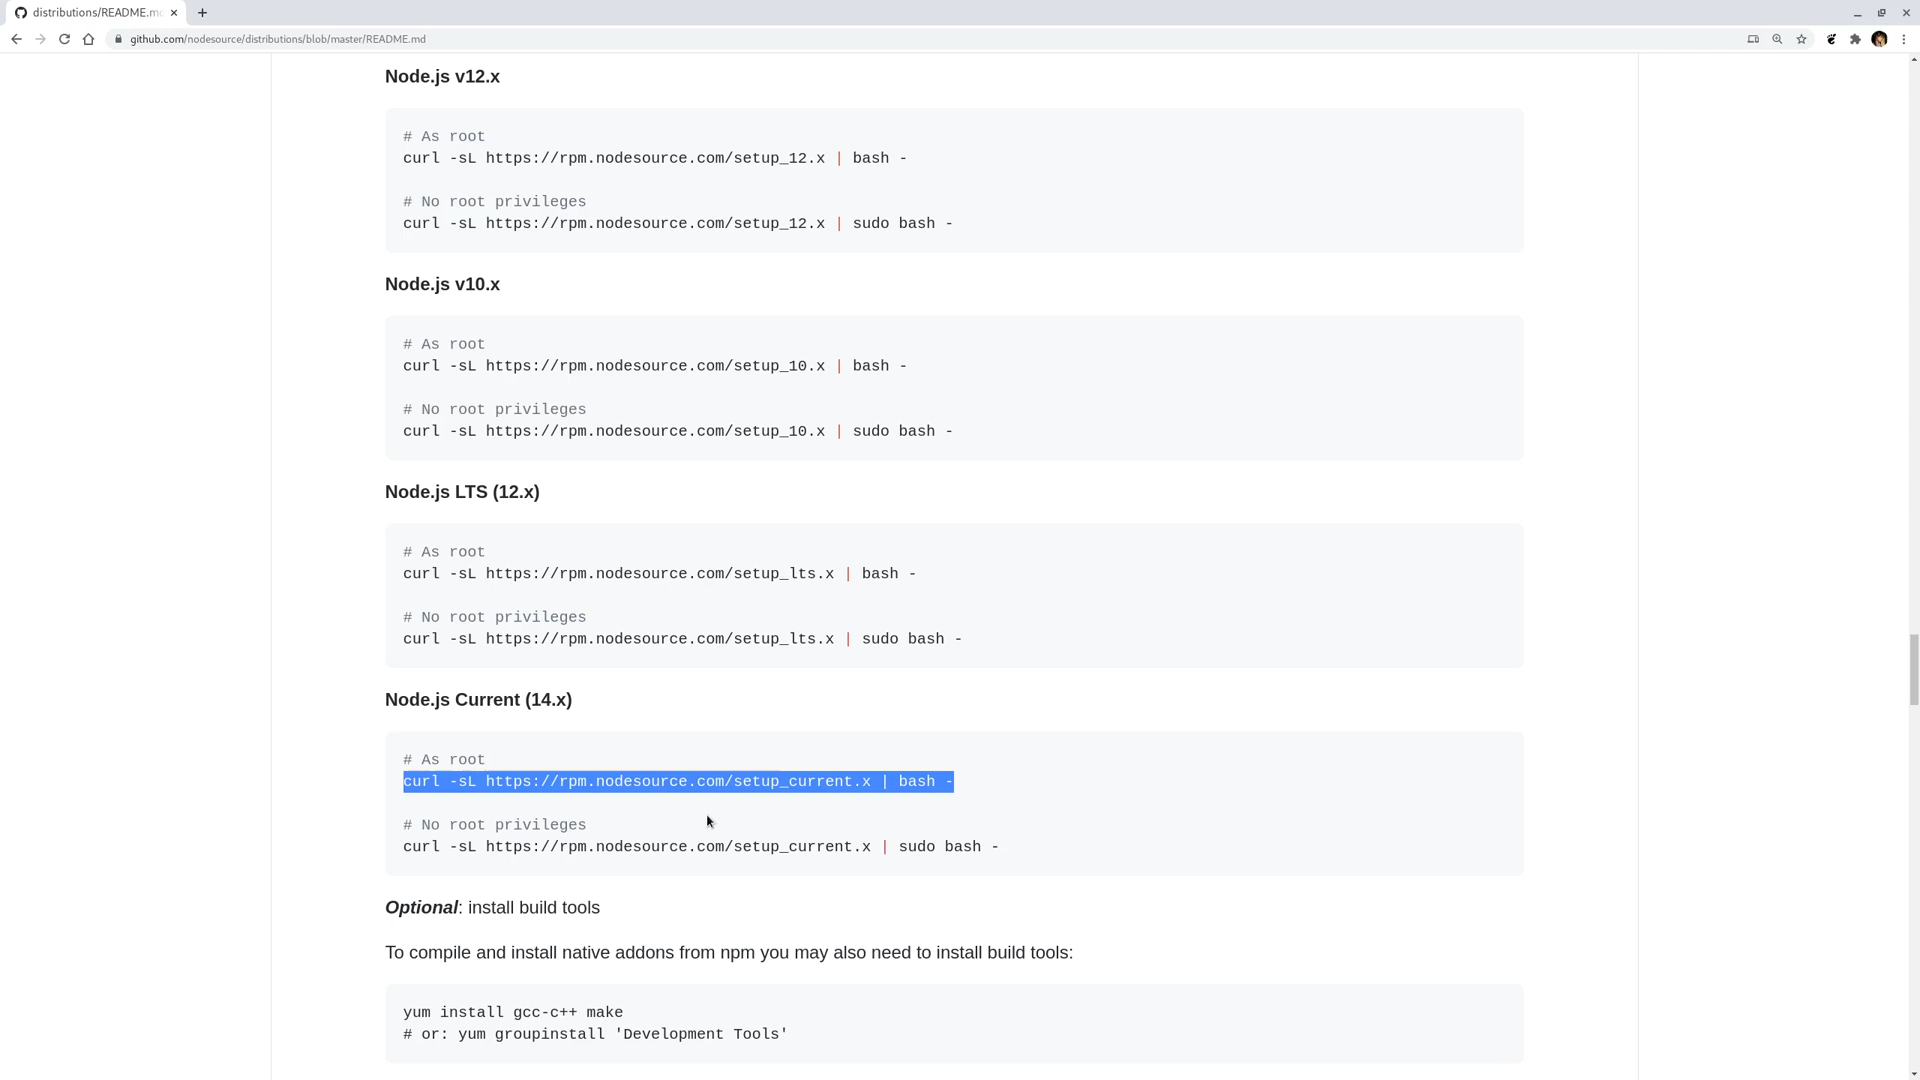 distributions/README.m
github.com/nodesource/distributions/blob/master/README.md
Node.js v12.x
# As root
curl -sL https://rpm.nodesource.com/setup_12.x | bash -
# No root privileges
curl -sL https://rpm.nodesource.com/setup_12.x | sudo bash -
Node.js v10.x
# As root
curl -sL https://rpm.nodesource.com/setup_10.x | bash -
# No root privileges
curl -sL https://rpm.nodesource.com/setup_10.x | sudo bash -
Node.js LTS (12.x)
# As root
curl -sL https://rpm.nodesource.com/setup_lts.x | bash -
# No root privileges
curl -sL https://rpm.nodesource.com/setup_lts.x | sudo bash -
Node.js Current (14.x)
# As root
curl -sL https://rpm.nodesource.com/setup_current.x | bash -
# No root privileges
curl -sL https://rpm.nodesource.com/setup_current.x | sudo bash -
Optional: install build tools
To compile and install native addons from npm you may also need to install build tools:
yum install gcc-c++ make
# or: yum groupinstall 'Development Tools'